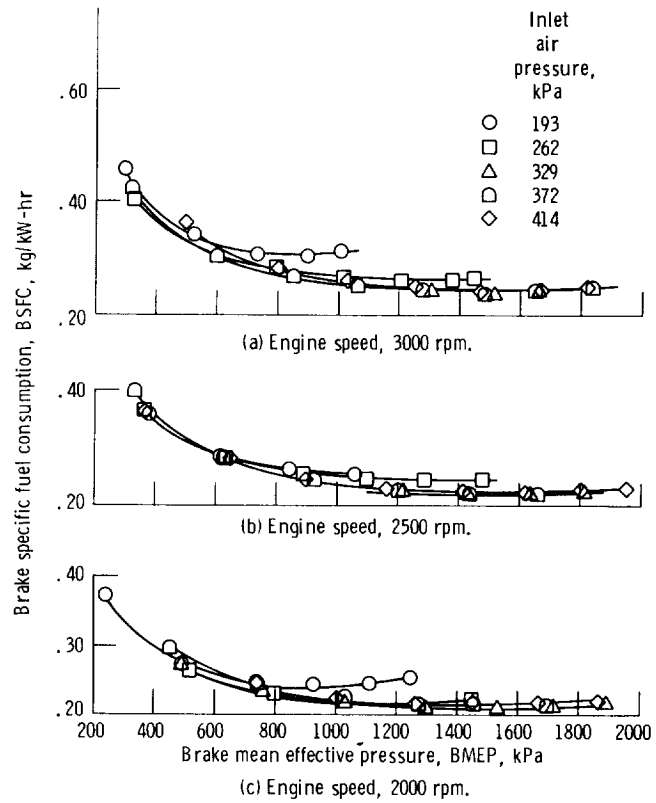 Inlet
air
pressure,
kPa
193
262
329
372
414
Brake specific fuel consumption, BSFC, kg/kW-hr
.60
.40
.20
(a) Engine speed, 3000 rpm.
.40
.20
(b) Engine speed, 2500 rpm.
.40
.30
.20
200 400 600 800 1000 1200 1400 1600 1800 2000
Brake mean effective pressure, BMEP, kPa
(c) Engine speed, 2000 rpm.